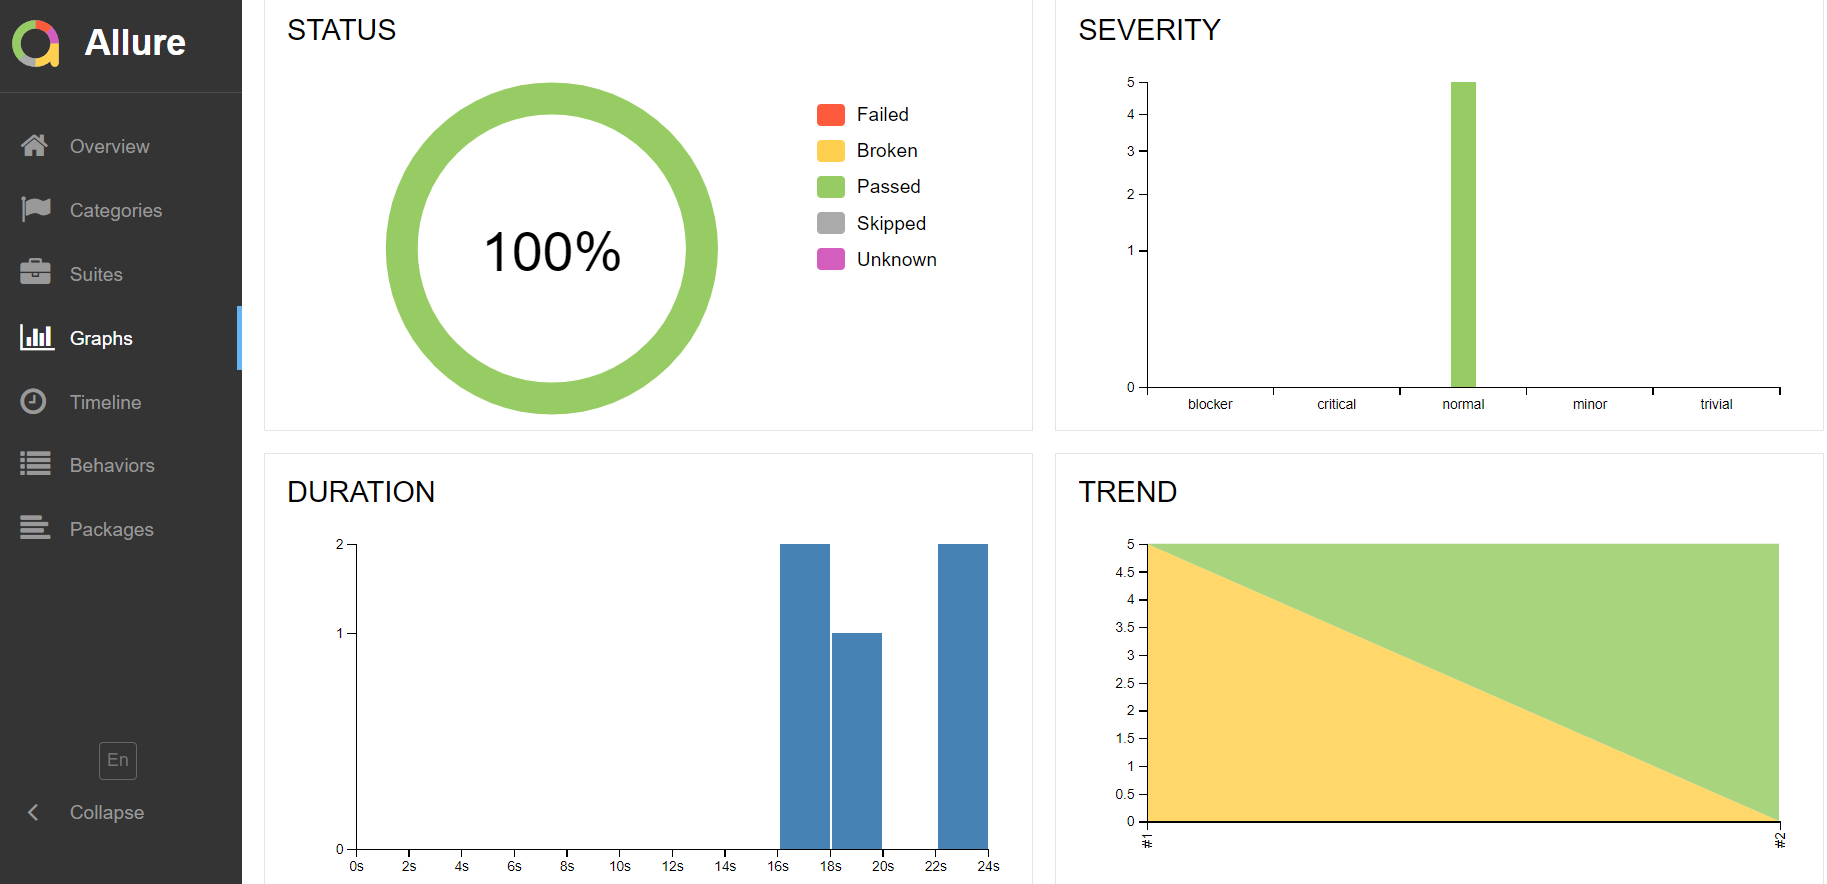 Allure
Overview
Categories
Suites
Graphs
Timeline
Behaviors
Packages
En
Collapse
STATUS
100%
Failed
Broken
Passed
Skipped
Unknown
SEVERITY
5
4
3
2
1
0
blocker critical normal minor trivial
DURATION
2
1
0
0s 2s 4s 6s 8s 10s 12s 14s 16s 18s 20s 22s 24s
TREND
5
4.5
4
3.5
3
2.5
2
1.5
1
0.5
0
#1 #2